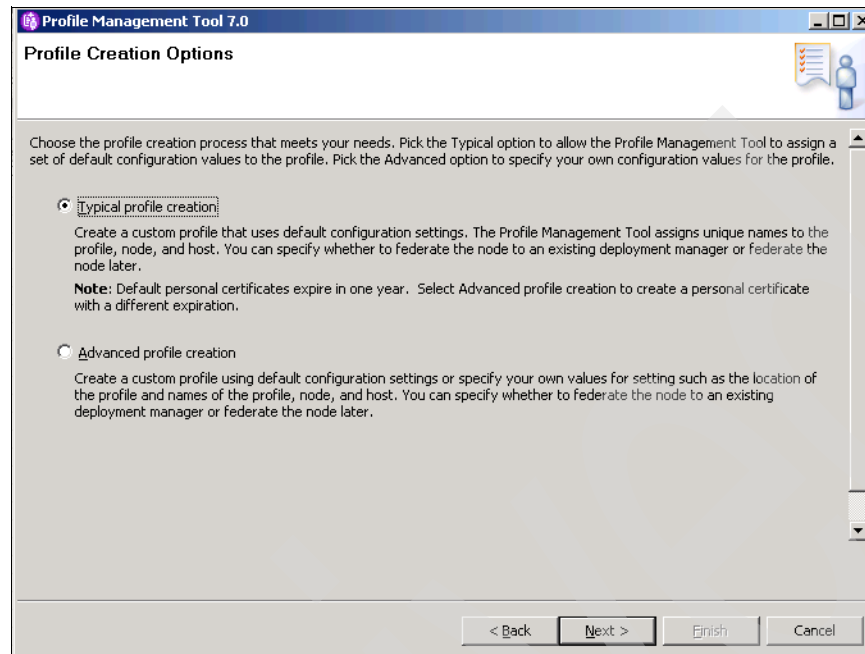 Profile Management Tool 7.0
Profile Creation Options
Choose the profile creation process that meets your needs. Pick the Typical option to allow the Profile Management Tool to assign a
set of default configuration values to the profile. Pick the Advanced option to specify your own configuration values for the profile.
Typical profile creation
Create a custom profile that uses default configuration settings. The Profile Management Tool assigns unique names to the
profile, node, and host. You can specify whether to federate the node to an existing deployment manager or federate the
node later.
Note: Default personal certificates expire in one year. Select Advanced profile creation to create a personal certificate
with a different expiration.
Advanced profile creation
Create a custom profile using default configuration settings or specify your own values for setting such as the location of
the profile and names of the profile, node, and host. You can specify whether to federate the node to an existing
deployment manager or federate the node later.
< Back Next > Finish Cancel